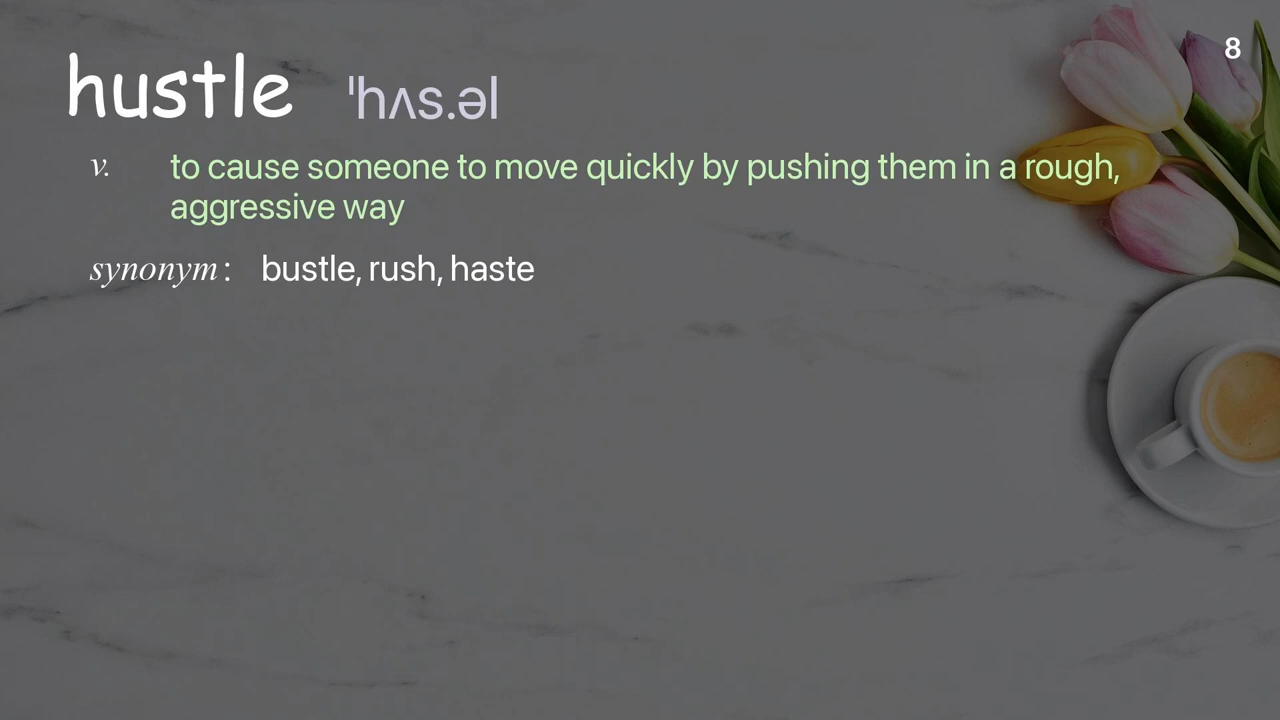 8
hustle ˈhʌs.əl
v. to cause someone to move quickly by pushing them in a rough,
aggressive way
synonym : bustle, rush, haste